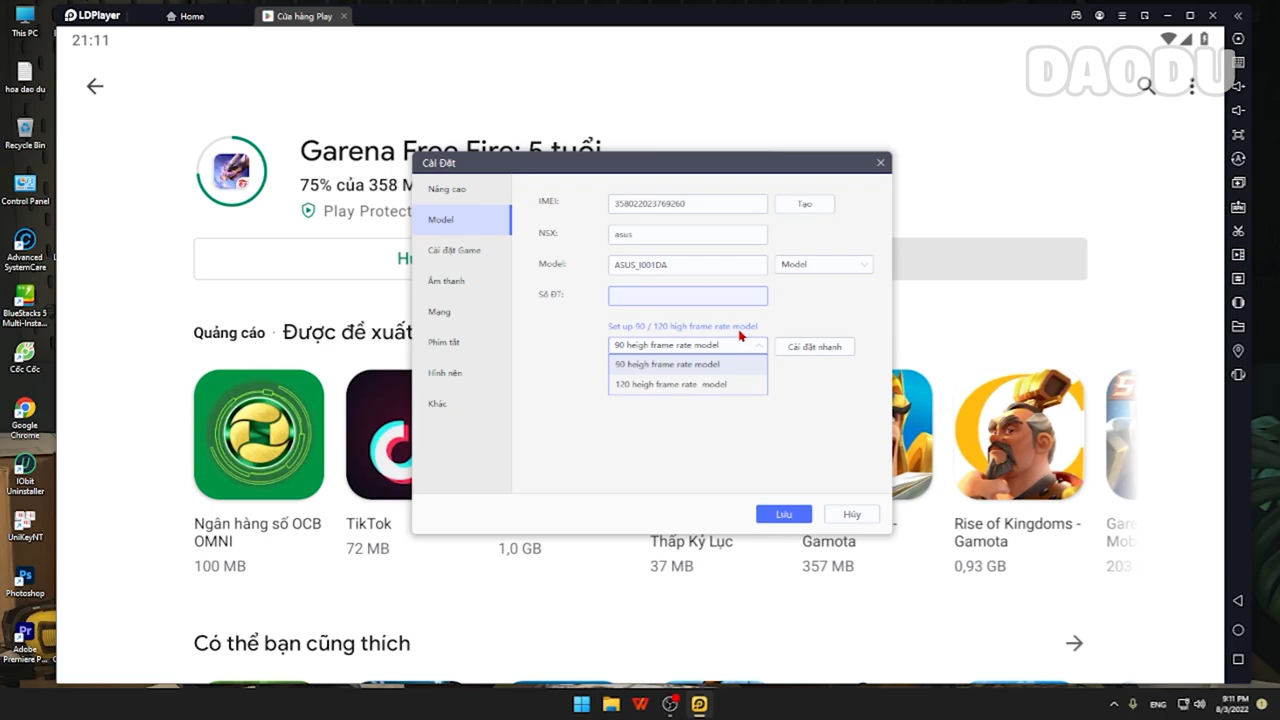 LDPlayer
Home
Cửa hàng Play
21:11
DAODU
Garena Free Fire: 5 tuổi
75% của 358 M
Play Protect
Quảng cáo · Được đề xuất
Cài Đặt
Nâng cao
Model
Cài đặt Game
Âm thanh
Mạng
Phím tắt
Hình nền
Khác
IMEI:
358022023769260
Tạo
NSX:
asus
Model:
ASUS_I001DA
Model
Số ĐT:
Set up 90 / 120 high frame rate model
90 heigh frame rate model
Cài đặt nhanh
90 heigh frame rate model
120 heigh frame rate model
Lưu
Hủy
Ngân hàng số OCB
OMNI
100 MB
TikTok
72 MB
1,0 GB
Thấp Kỷ Lục
37 MB
Gamota
357 MB
Rise of Kingdoms -
Gamota
0,93 GB
Gare
Mob
203
Có thể bạn cũng thích
This PC
hoa dao du
Recycle Bin
Control Panel
Advanced
SystemCare
BlueStacks 5
Multi-Insta...
Cốc Cốc
Google
Chrome
IObit
Uninstaller
UniKeyNT
Photoshop
Adobe
Premiere P...
ENG
9:11 PM
8/3/2022